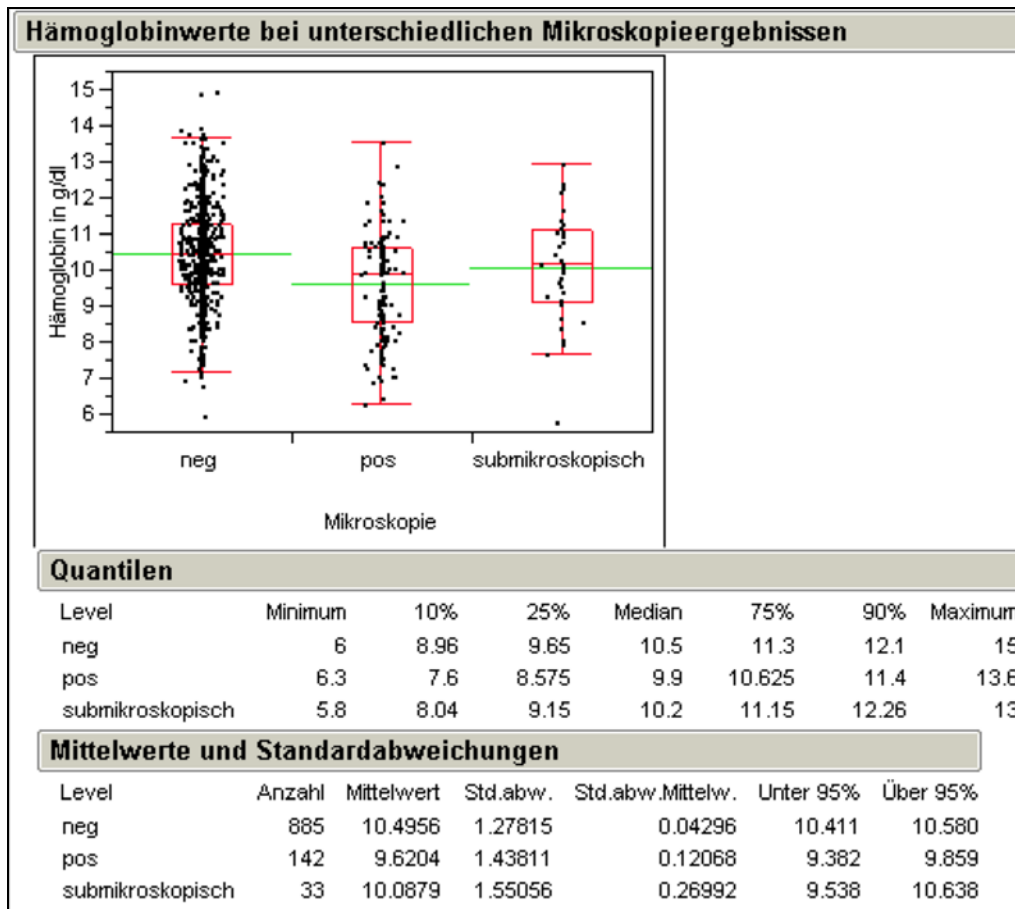 Hämoglobinwerte bei unterschiedlichen Mikroskopieergebnissen
Hämoglobin in g/dl
15
14
13
12
11
10
9
8
7
6
neg pos submikroskopisch
Mikroskopie
Quantilen
Level Minimum 10% 25% Median 75% 90% Maximum
neg 6 8.96 9.65 10.5 11.3 12.1 15
pos 6.3 7.6 8.575 9.9 10.625 11.4 13.6
submikroskopisch 5.8 8.04 9.15 10.2 11.15 12.26 13
Mittelwerte und Standardabweichungen
Level Anzahl Mittelwert Std.abw. Std.abw.Mittelw. Unter 95% Über 95%
neg 885 10.4956 1.27815 0.04296 10.411 10.580
pos 142 9.6204 1.43811 0.12068 9.382 9.859
submikroskopisch 33 10.0879 1.55056 0.26992 9.538 10.638